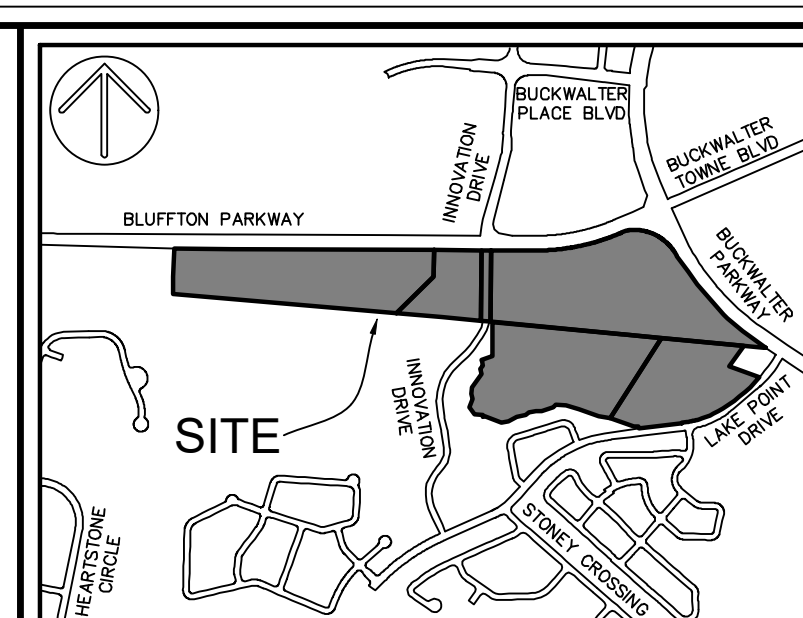 BUCKWALTER
PLACE BLVD
BUCKWALTER
TOWNE BLVD
INNOVATION
DRIVE
BLUFFTON PARKWAY
BUCKWALTER
PARKWAY
INNOVATION
DRIVE
SITE
LAKE POINT
DRIVE
HEARTSTONE
CIRCLE
STONEY CROSSING